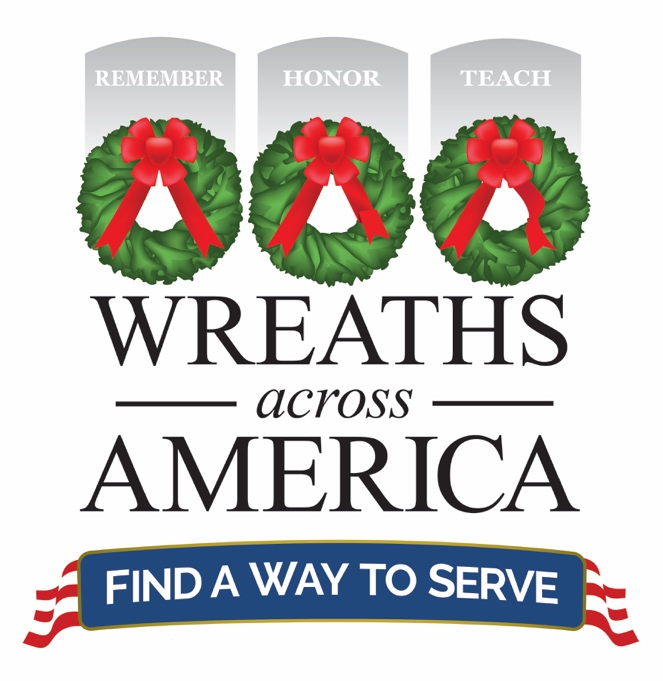 REMEMBER HONOR TEACH
WREATHS
across
AMERICA
FIND A WAY TO SERVE